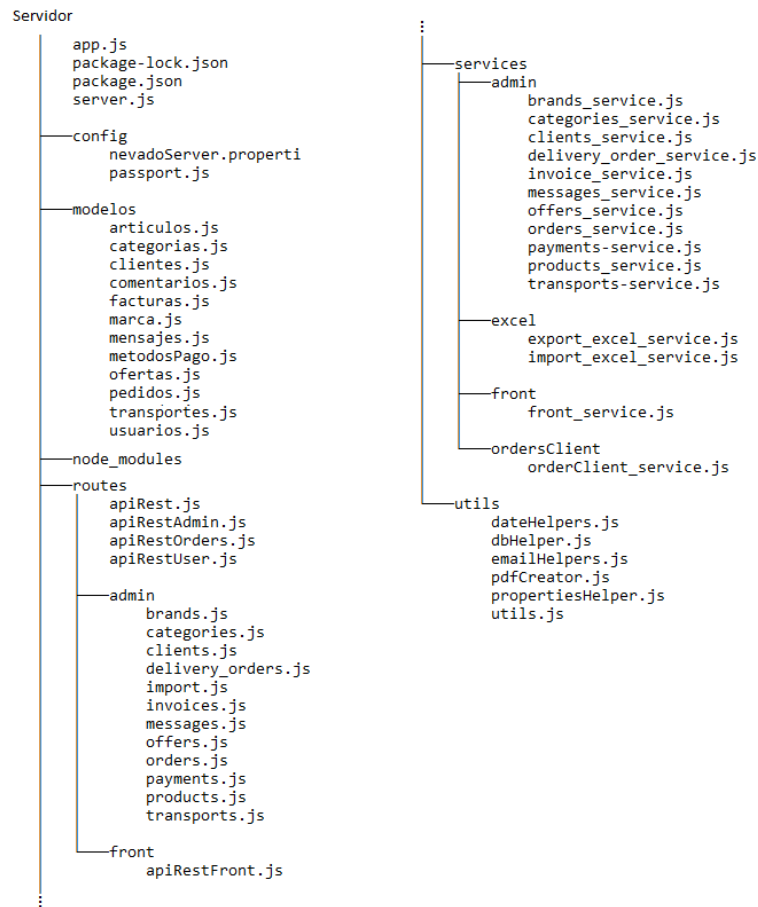 Servidor
app.js
package-lock.json
package.json
server.js
config
nevadoServer.properti
passport.js
modelos
articulos.js
categorias.js
clientes.js
comentarios.js
facturas.js
marca.js
mensajes.js
metodosPago.js
ofertas.js
pedidos.js
transportes.js
usuarios.js
node_modules
routes
apiRest.js
apiRestAdmin.js
apiRestOrders.js
apiRestUser.js
admin
brands.js
categories.js
clients.js
delivery_orders.js
import.js
invoices.js
messages.js
offers.js
orders.js
payments.js
products.js
transports.js
front
apiRestFront.js
services
admin
brands_service.js
categories_service.js
clients_service.js
delivery_order_service.js
invoice_service.js
messages_service.js
offers_service.js
orders_service.js
payments-service.js
products_service.js
transports-service.js
excel
export_excel_service.js
import_excel_service.js
front
front_service.js
ordersClient
orderClient_service.js
utils
dateHelpers.js
dbHelper.js
emailHelpers.js
pdfCreator.js
propertiesHelper.js
utils.js